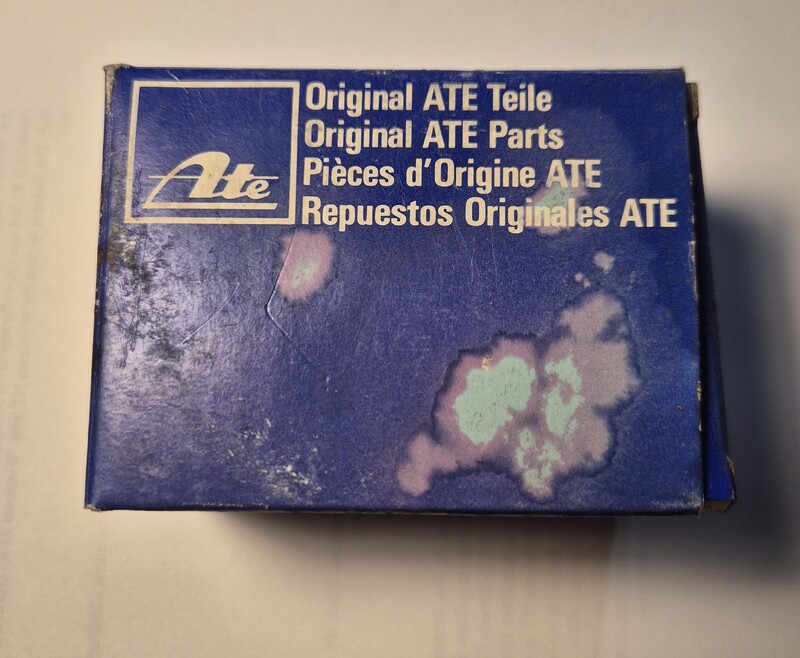 Ate
Original ATE Teile
Original ATE Parts
Pièces d'Origine ATE
Repuestos Originales ATE